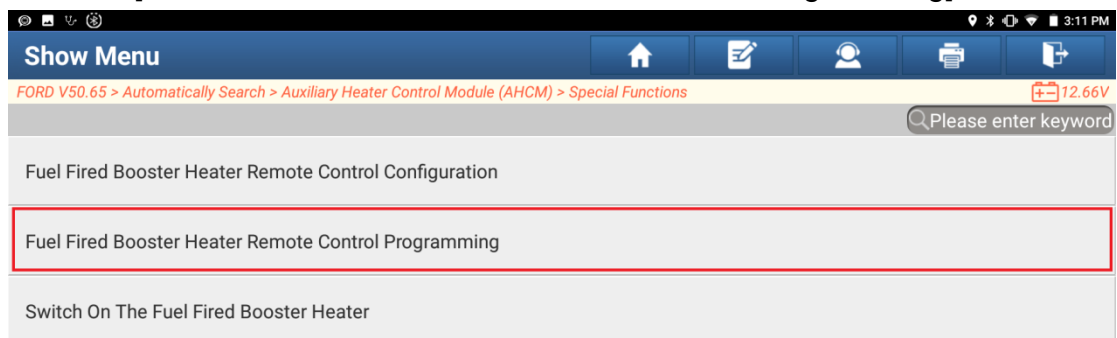 3:11 PM
Show Menu
FORD V50.65 > Automatically Search > Auxiliary Heater Control Module (AHCM) > Special Functions
12.66V
Please enter keyword
Fuel Fired Booster Heater Remote Control Configuration
Fuel Fired Booster Heater Remote Control Programming
Switch On The Fuel Fired Booster Heater